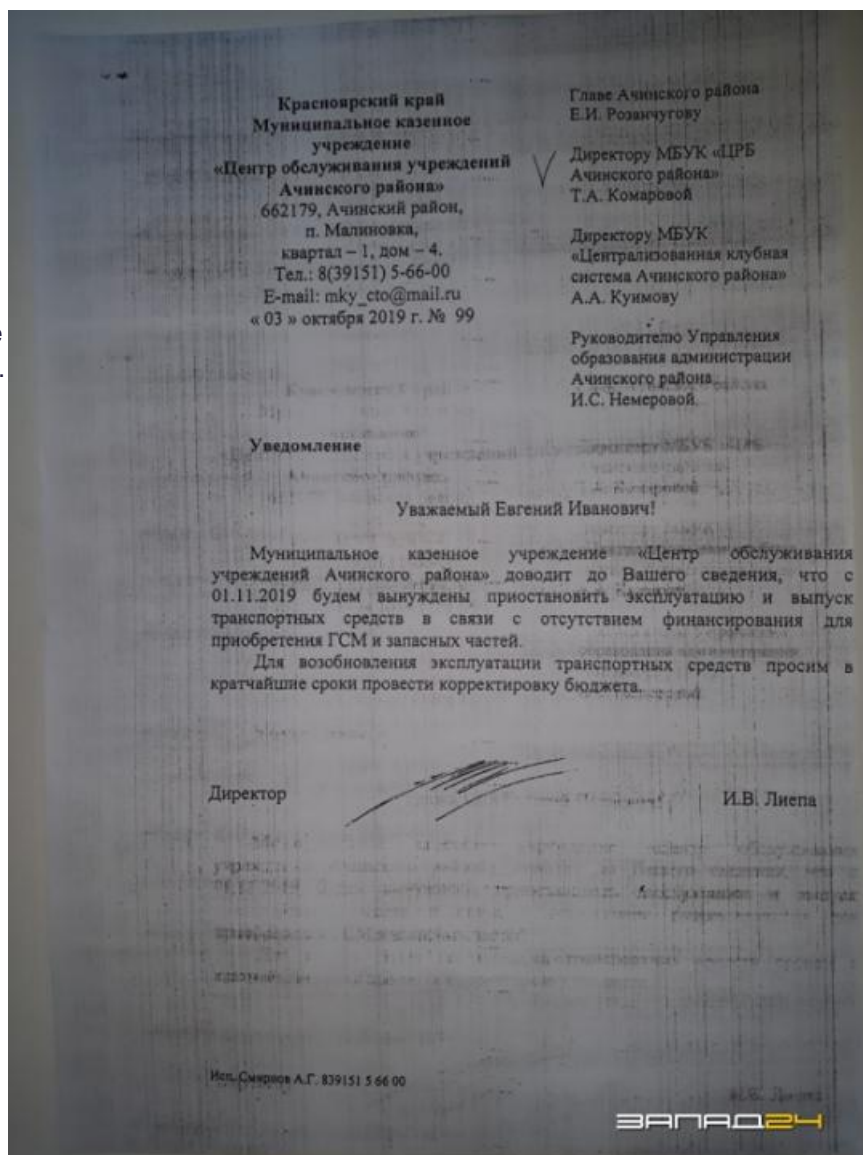 Красноярский край
Муниципальное казенное
учреждение
«Центр обслуживания учреждений
Ачинского района»
662179, Ачинский район,
п. Малиновка,
квартал – 1, дом – 4.
Тел.: 8(39151) 5-66-00
E-mail: mky_cto@mail.ru
« 03 » октября 2019 г. № 99
Главе Ачинского района
Е.И. Розанчугову
Директору МБУК «ЦРБ
Ачинского района»
Т.А. Комаровой
Директору МБУК
«Централизованная клубная
система Ачинского района»
А.А. Куимову
Руководителю Управления
образования администрации
Ачинского района
И.С. Немеровой
Уведомление
Уважаемый Евгений Иванович!
Муниципальное казенное учреждение «Центр обслуживания
учреждений Ачинского района» доводит до Вашего сведения, что с
01.11.2019 будем вынуждены приостановить эксплуатацию и выпуск
транспортных средств в связи с отсутствием финансирования для
приобретения ГСМ и запасных частей.
Для возобновления эксплуатации транспортных средств просим в
кратчайшие сроки провести корректировку бюджета.
Директор
И.В. Лиепа
Исп. Смирнов А.Г. 839151 5 66 00
ЗАПАД24